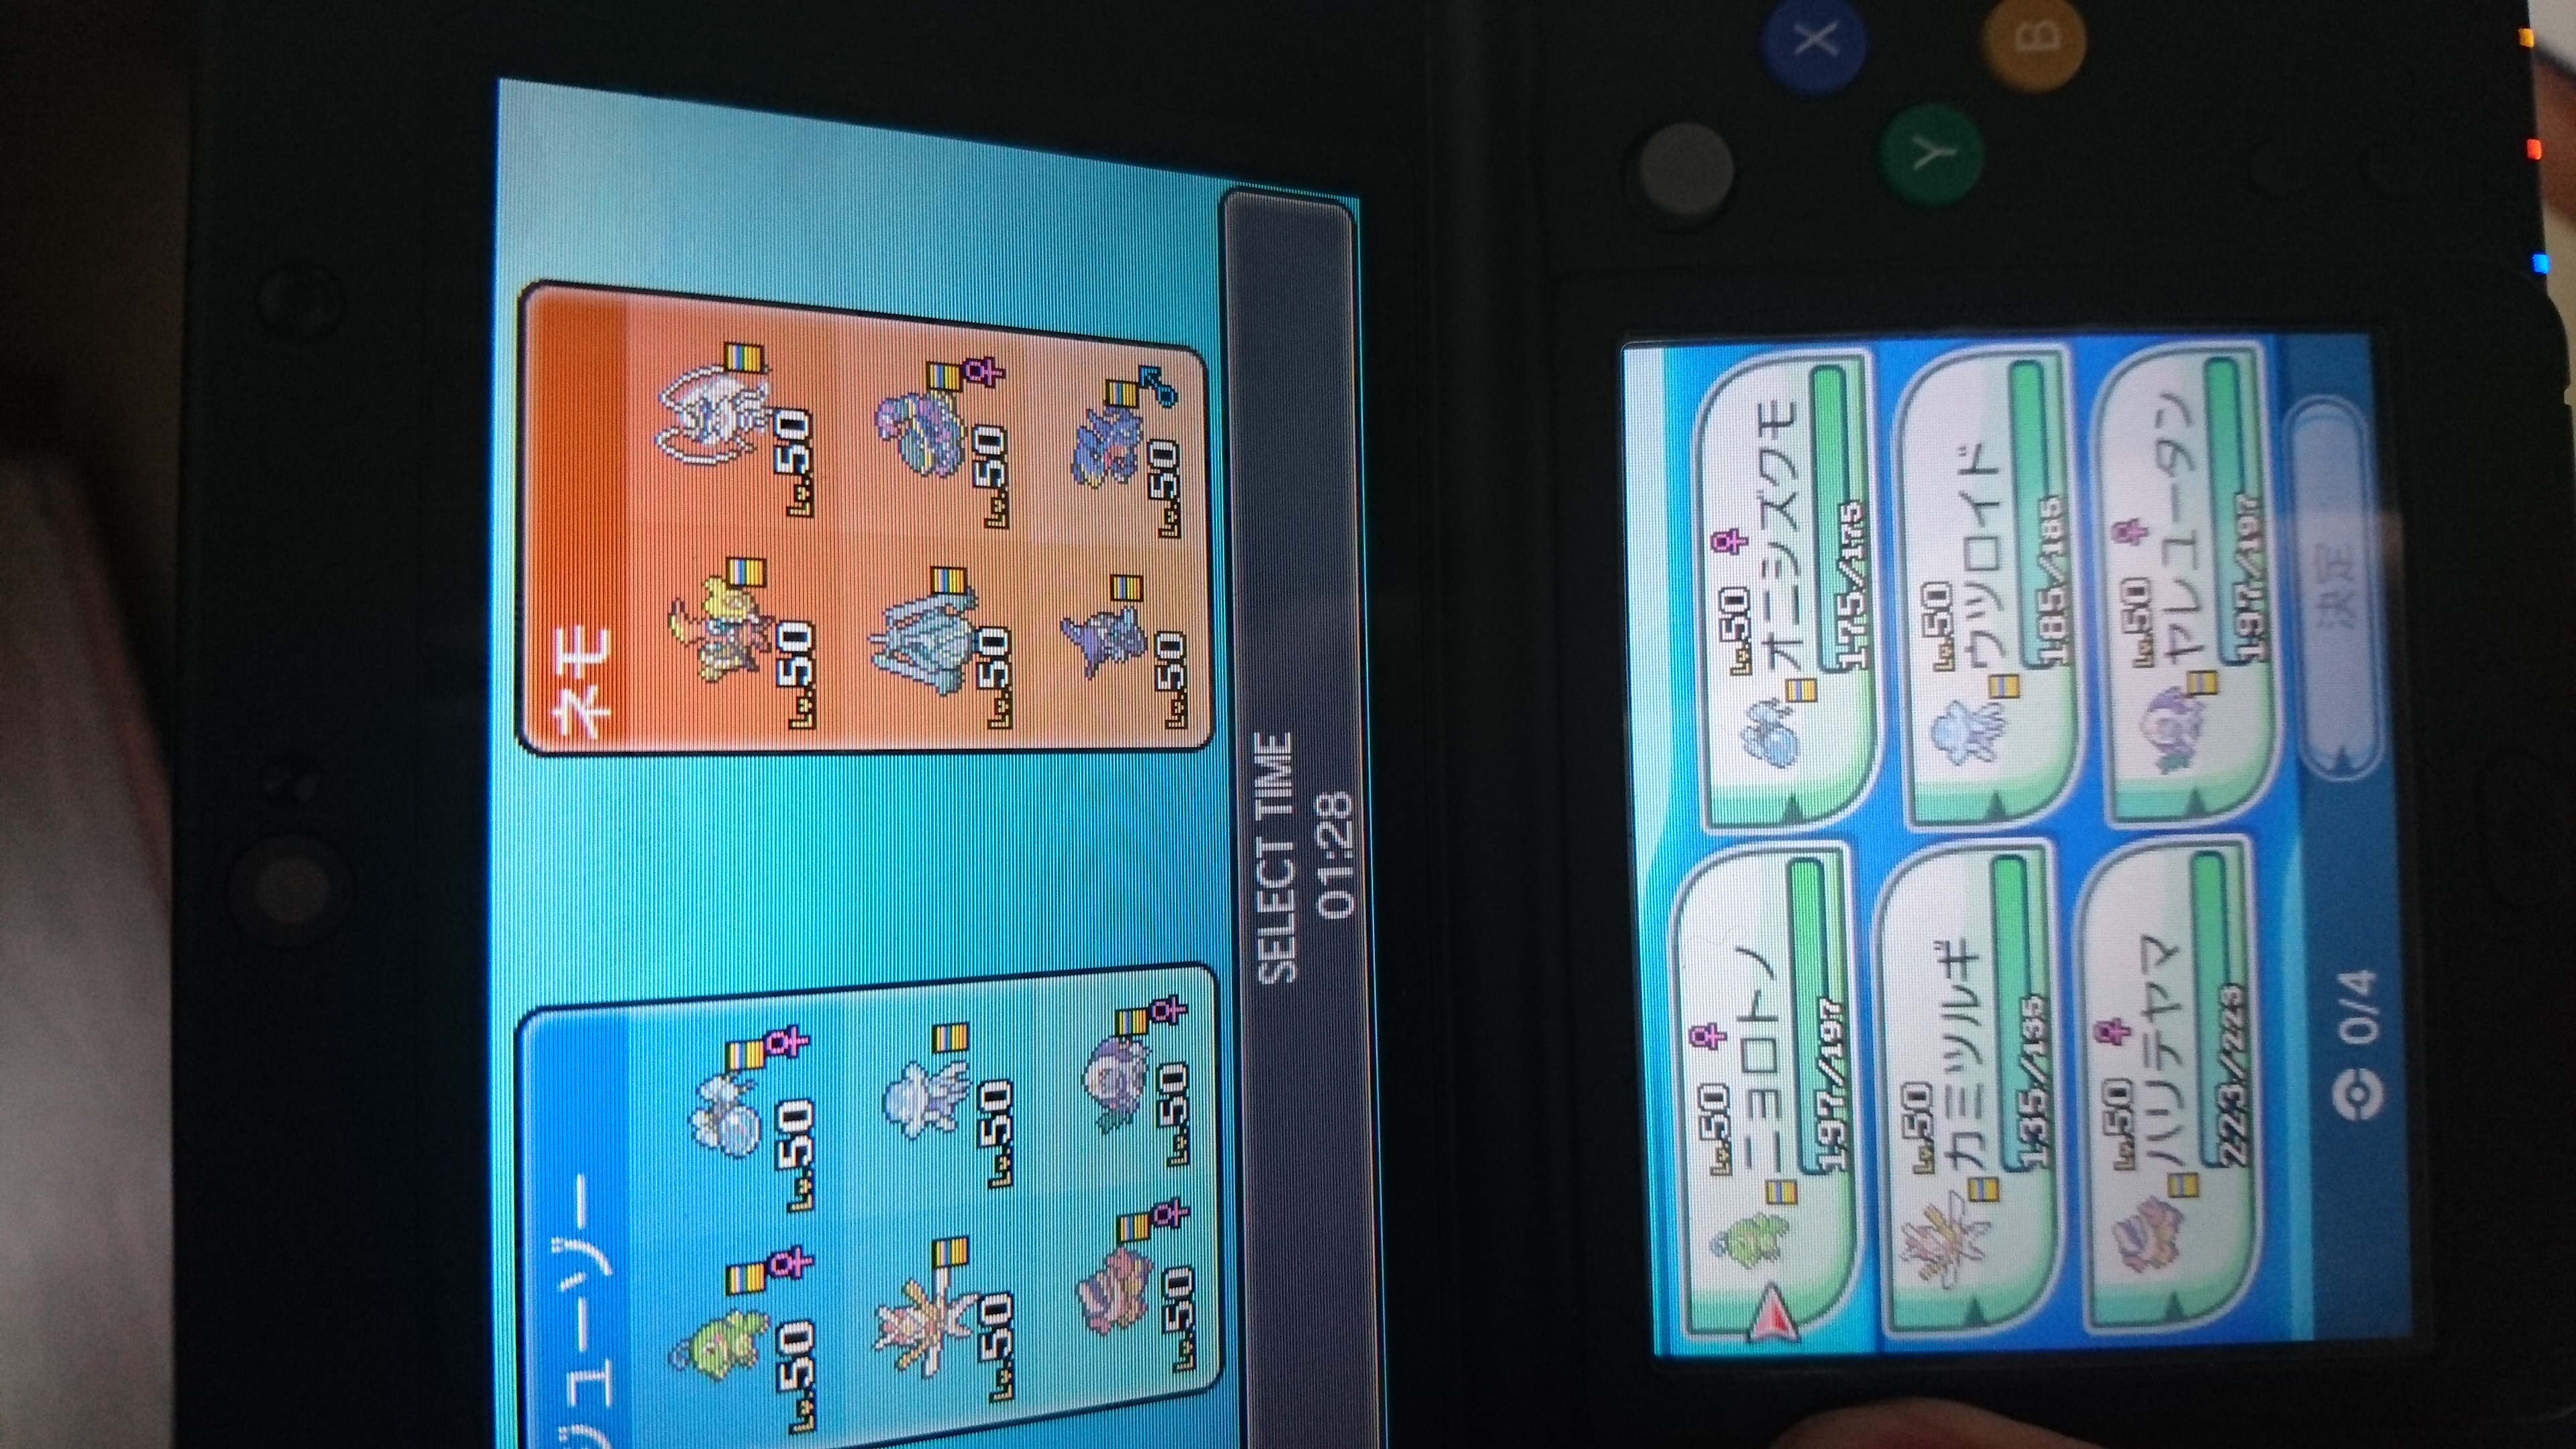 ジューゾー
ネモ
Lv.50 ♀ Lv.50 ♀
Lv.50 Lv.50
Lv.50 Lv.50
Lv.50 Lv.50 ♀
Lv.50 ♀ Lv.50 ♀
Lv.50 Lv.50 ♂
SELECT TIME
01:28
Lv.50 ♀
ニョロトノ
197/197
Lv.50 ♀
オニシズクモ
175/175
Lv.50
カミツルギ
135/135
Lv.50
ウツロイド
185/185
Lv.50 ♀
ハリテヤマ
223/223
Lv.50 ♀
ヤレユータン
197/197
0/4
決定
X
Y
B